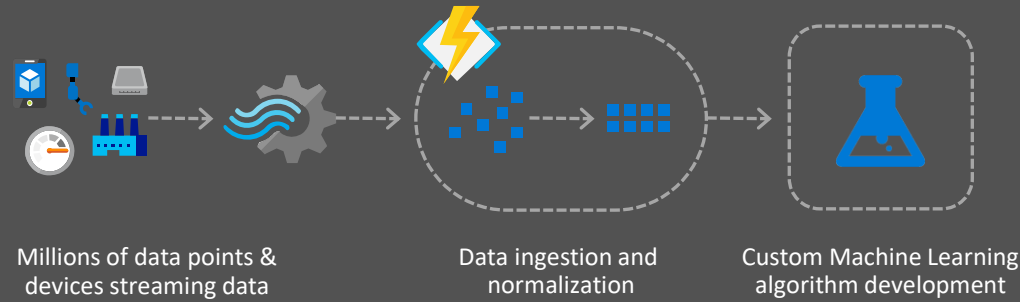 Millions of data points &
devices streaming data
Data ingestion and
normalization
Custom Machine Learning
algorithm development